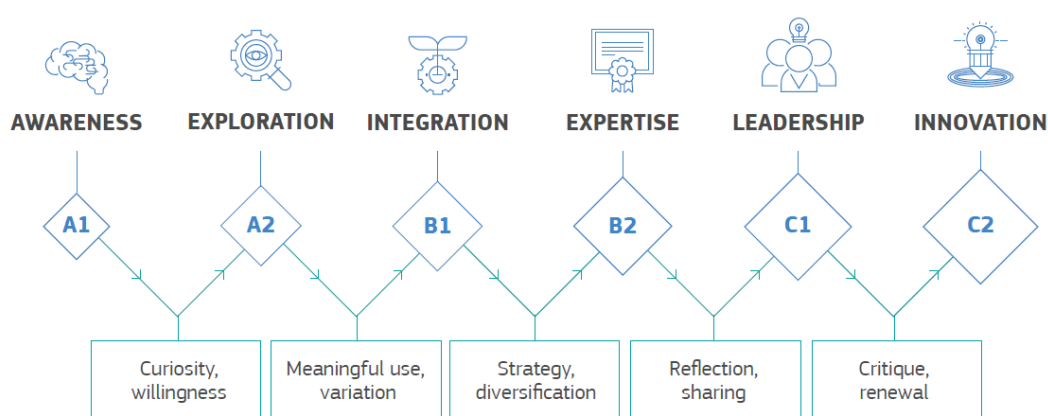 AWARENESS
EXPLORATION
INTEGRATION
EXPERTISE
LEADERSHIP
INNOVATION
A1
A2
B1
B2
C1
C2
Curiosity,
willingness
Meaningful use,
variation
Strategy,
diversification
Reflection,
sharing
Critique,
renewal